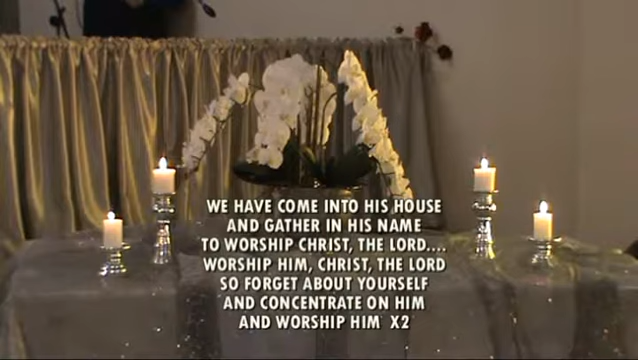 WE HAVE COME INTO HIS HOUSE
AND GATHER IN HIS NAME
TO WORSHIP CHRIST, THE LORD....
WORSHIP HIM, CHRIST, THE LORD
SO FORGET ABOUT YOURSELF
AND CONCENTRATE ON HIM
AND WORSHIP HIM X2